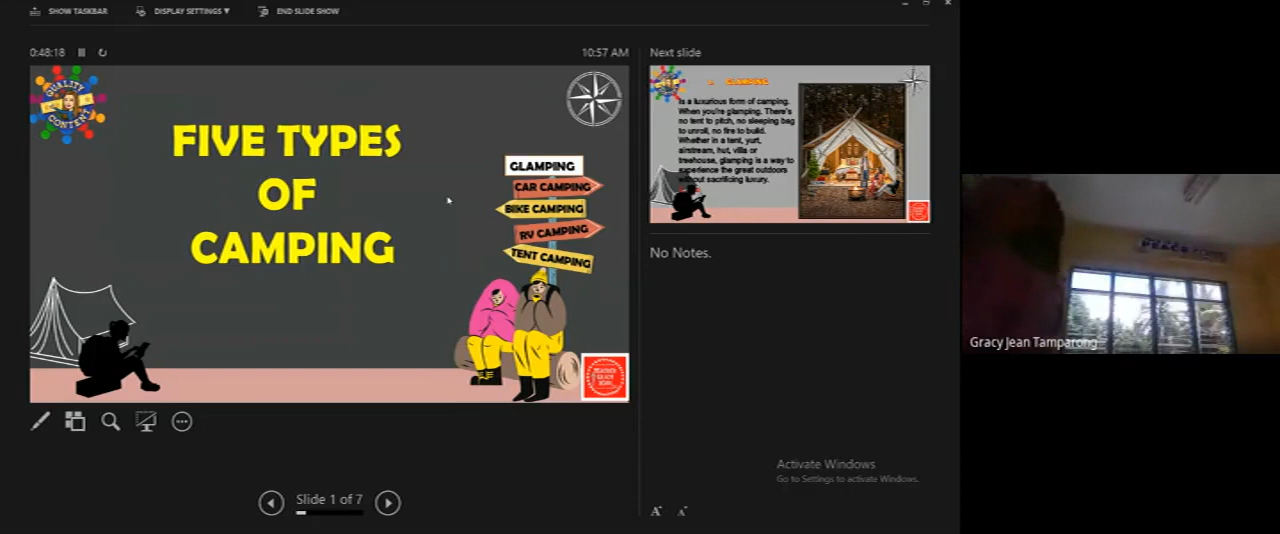 SHOW TASKBAR
DISPLAY SETTINGS ▼
END SLIDE SHOW
0:48:18
10:57 AM
FIVE TYPES
OF
CAMPING
QUALITY
CONTENT
GLAMPING
CAR CAMPING
BIKE CAMPING
RV CAMPING
TENT CAMPING
Slide 1 of 7
Next slide
GLAMPING
Is a luxurious form of camping.
When you're glamping. There's
no tent to pitch, no sleeping bag
to unroll, no fire to build.
Whether in a tent, yurt,
airstream, hut, villa or
treehouse, glamping is a way to
experience the great outdoors
without sacrificing luxury.
No Notes.
Activate Windows
Go to Settings to activate Windows.
PEACE
Gracy Jean Tamparong